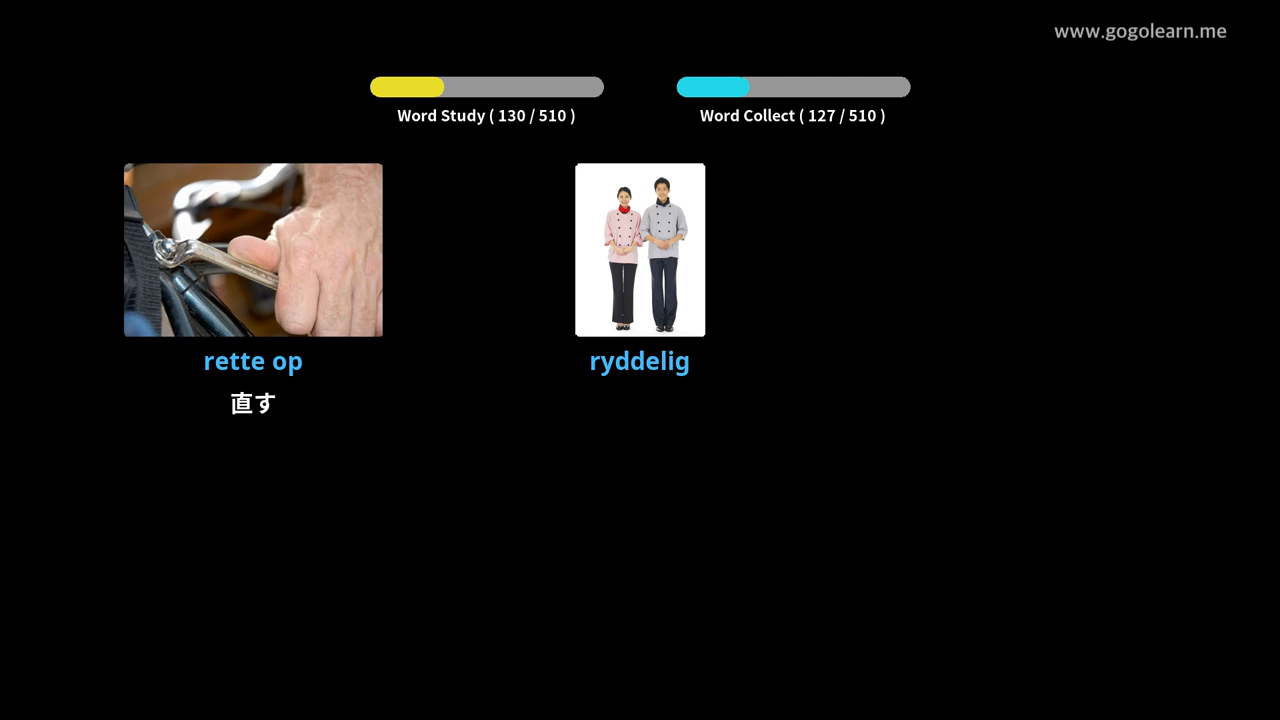 www.gogolearn.me
Word Study ( 130 / 510 )
Word Collect ( 127 / 510 )
rette op
直す
ryddelig